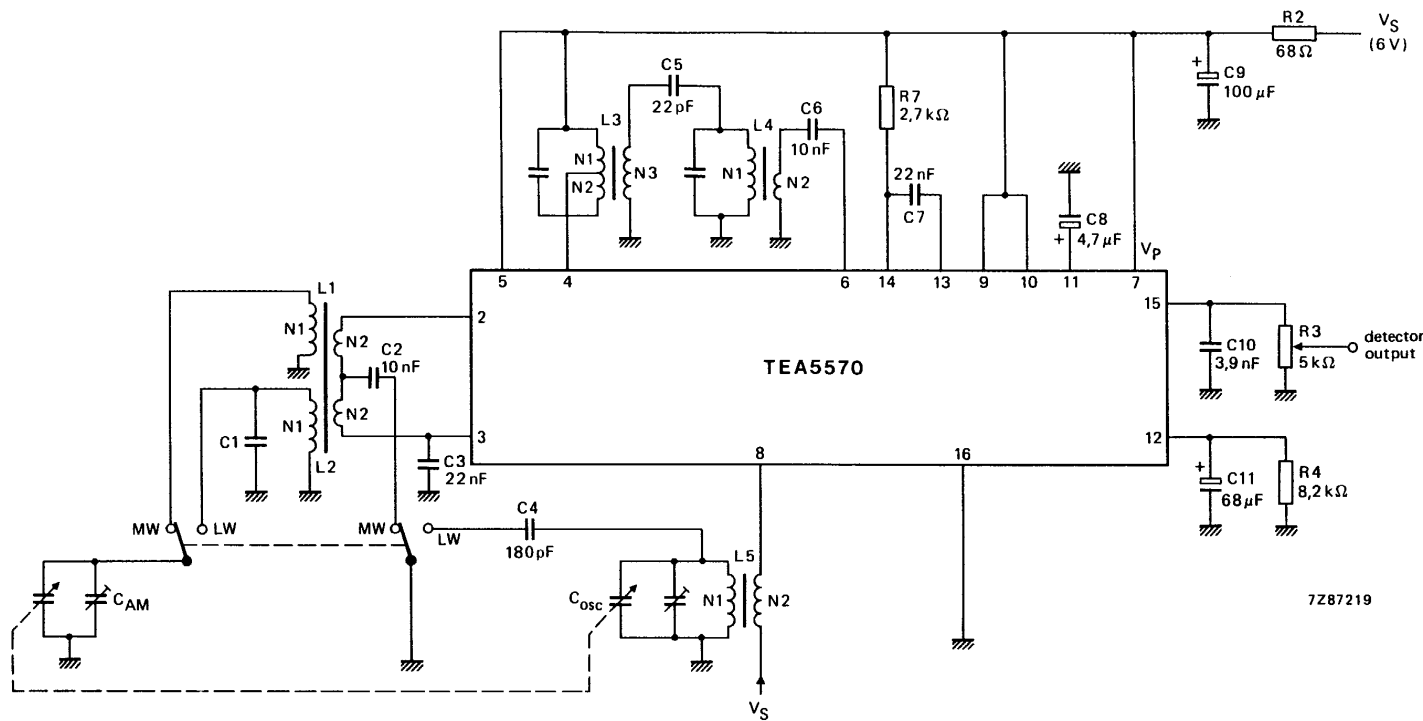 R2
V_S
(6 V)
68 Ω
C5
22 pF
+
C9
100 μF
R7
2,7 kΩ
L3
L4
C6
10 nF
N1
N2
N3
N1
N2
22 nF
C7
C8
+
4,7 μF
V_P
5
4
6
14
13
9
10
11
7
L1
N1
N2
C2
10 nF
2
TEA5570
15
C10
3,9 nF
R3
5 kΩ
detector
output
C1
N1
N2
L2
3
C3
22 nF
8
16
12
+
C11
68 μF
R4
8,2 kΩ
MW
LW
MW
LW
C4
180 pF
L5
C_AM
C_osc
N1
N2
7Z87219
V_S